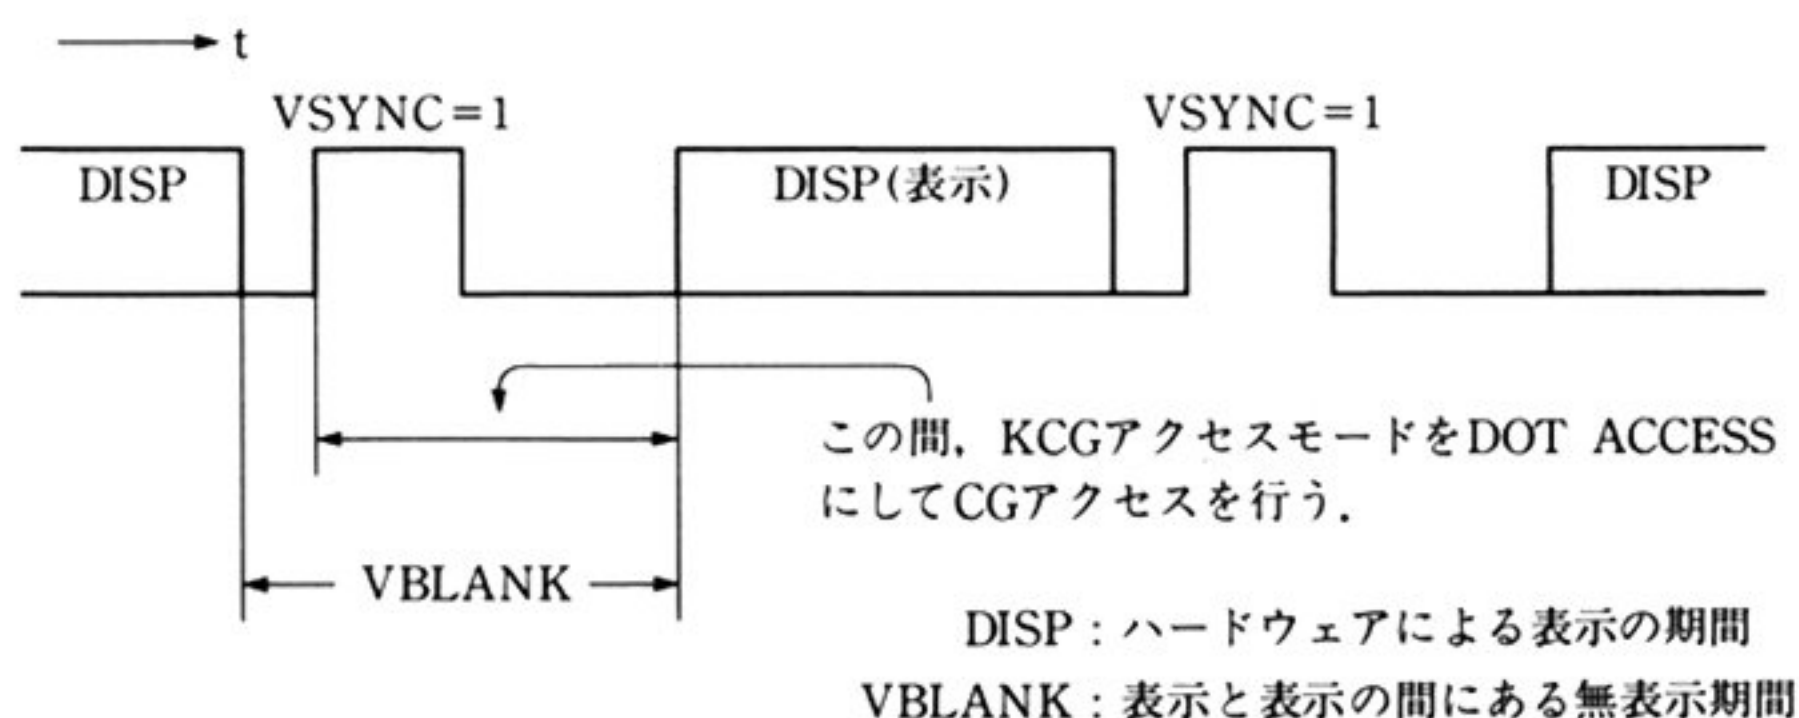 t
VSYNC=1
VSYNC=1
DISP
DISP(表示)
DISP
この間，KCGアクセスモードをDOT ACCESS
にしてCGアクセスを行う．
VBLANK
DISP：ハードウェアによる表示の期間
VBLANK：表示と表示の間にある無表示期間